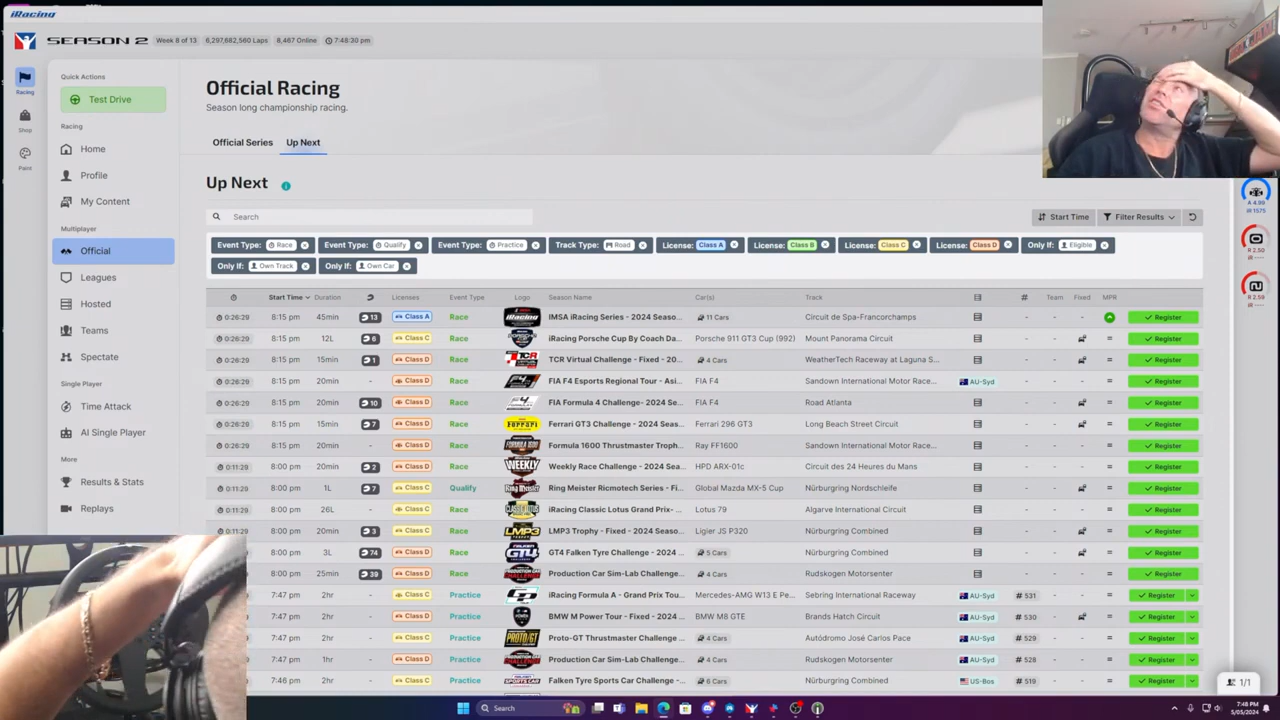 iRacing
SEASON 2 Week 8 of 13 6,297,682,560 Laps 8,467 Online 7:48:30 pm
Racing
Shop
Paint
Quick Actions
Test Drive
Racing
Home
Profile
My Content
Multiplayer
Official
Leagues
Hosted
Teams
Spectate
Single Player
Time Attack
AI Single Player
More
Results & Stats
Replays
Official Racing
Season long championship racing.
Official Series Up Next
Up Next
Search Start Time Filter Results
Event Type: Race Event Type: Qualify Event Type: Practice Track Type: Road License: Class A License: Class B License: Class C License: Class D Only If: Eligible
Only If: Own Track Only If: Own Car
Start Time Duration Licenses Event Type Logo Season Name Car(s) Track # Team Fixed MPR
0:26:29 8:15 pm 45min 13 Class A Race IMSA iRacing Series - 2024 Seaso... 11 Cars Circuit de Spa-Francorchamps - - Register
0:26:29 8:15 pm 12L 6 Class C Race iRacing Porsche Cup By Coach Da... Porsche 911 GT3 Cup (992) Mount Panorama Circuit - - = Register
0:26:29 8:15 pm 15min 1 Class D Race TCR Virtual Challenge - Fixed - 20... 4 Cars WeatherTech Raceway at Laguna S... - - = Register
0:26:29 8:15 pm 20min - Class D Race FIA F4 Esports Regional Tour - Asi... FIA F4 Sandown International Motor Race... AU-Syd - - = Register
0:26:29 8:15 pm 20min 10 Class D Race FIA Formula 4 Challenge - 2024 Se... FIA F4 Road Atlanta - - = Register
0:26:29 8:15 pm 15min 7 Class D Race Ferrari GT3 Challenge - 2024 Seas... Ferrari 296 GT3 Long Beach Street Circuit - - = Register
0:26:29 8:15 pm 20min - Class D Race Formula 1600 Thrustmaster Troph... Ray FF1600 Sandown International Motor Race... - - - = Register
0:11:29 8:00 pm 20min 2 Class D Race Weekly Race Challenge - 2024 Sea... HPD ARX-01c Circuit des 24 Heures du Mans - - - = Register
0:11:29 8:00 pm 1L 7 Class C Qualify Ring Meister Ricmotech Series - Fi... Global Mazda MX-5 Cup Nürburgring Nordschleife - - = Register
0:11:29 8:00 pm 26L - Class C Race iRacing Classic Lotus Grand Prix-... Lotus 79 Algarve International Circuit - - - = Register
0:11:29 8:00 pm 20min 3 Class C Race LMP3 Trophy - Fixed - 2024 Seaso... Ligier JS P320 Nürburgring Combined - - = Register
8:00 pm 3L 74 Class D Race GT4 Falken Tyre Challenge - 2024... 5 Cars Nürburgring Combined - - = Register
8:00 pm 25min 39 Class D Race Production Car Sim-Lab Challenge... 4 Cars Rudskogen Motorsenter - - - = Register
7:47 pm 2hr - Class C Practice iRacing Formula A - Grand Prix Tou... Mercedes-AMG W13 E Pe... Sebring International Raceway AU-Syd # 531 - - = Register
7:47 pm 2hr - Class D Practice BMW M Power Tour - Fixed - 2024... BMW M8 GTE Brands Hatch Circuit AU-Syd # 530 - = Register
7:47 pm 2hr - Class C Practice Proto-GT Thrustmaster Challenge... 4 Cars Autódromo José Carlos Pace AU-Syd # 529 - - = Register
7:47 pm 1hr - Class D Practice Production Car Sim-Lab Challenge... 4 Cars Rudskogen Motorsenter AU-Syd # 528 - - = Register
7:46 pm 2hr - Class C Practice Falken Tyre Sports Car Challenge... 6 Cars Nürburgring Combined US-Bos # 519 - - = Register
A 4.99
iR 1575
R 2.50
iR ----
R 2.59
iR ----
1/1
Search
7:48 pm
5/05/2024